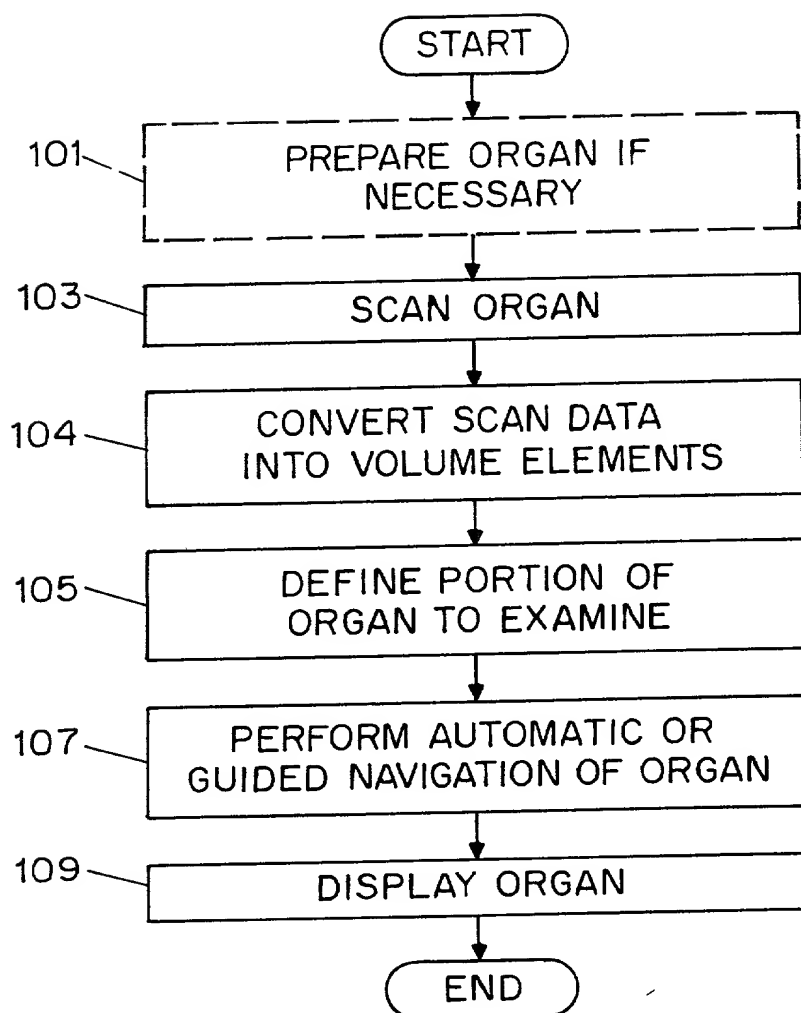 START
101
PREPARE ORGAN IF
NECESSARY
103
SCAN ORGAN
104
CONVERT SCAN DATA
INTO VOLUME ELEMENTS
105
DEFINE PORTION OF
ORGAN TO EXAMINE
107
PERFORM AUTOMATIC OR
GUIDED NAVIGATION OF ORGAN
109
DISPLAY ORGAN
END